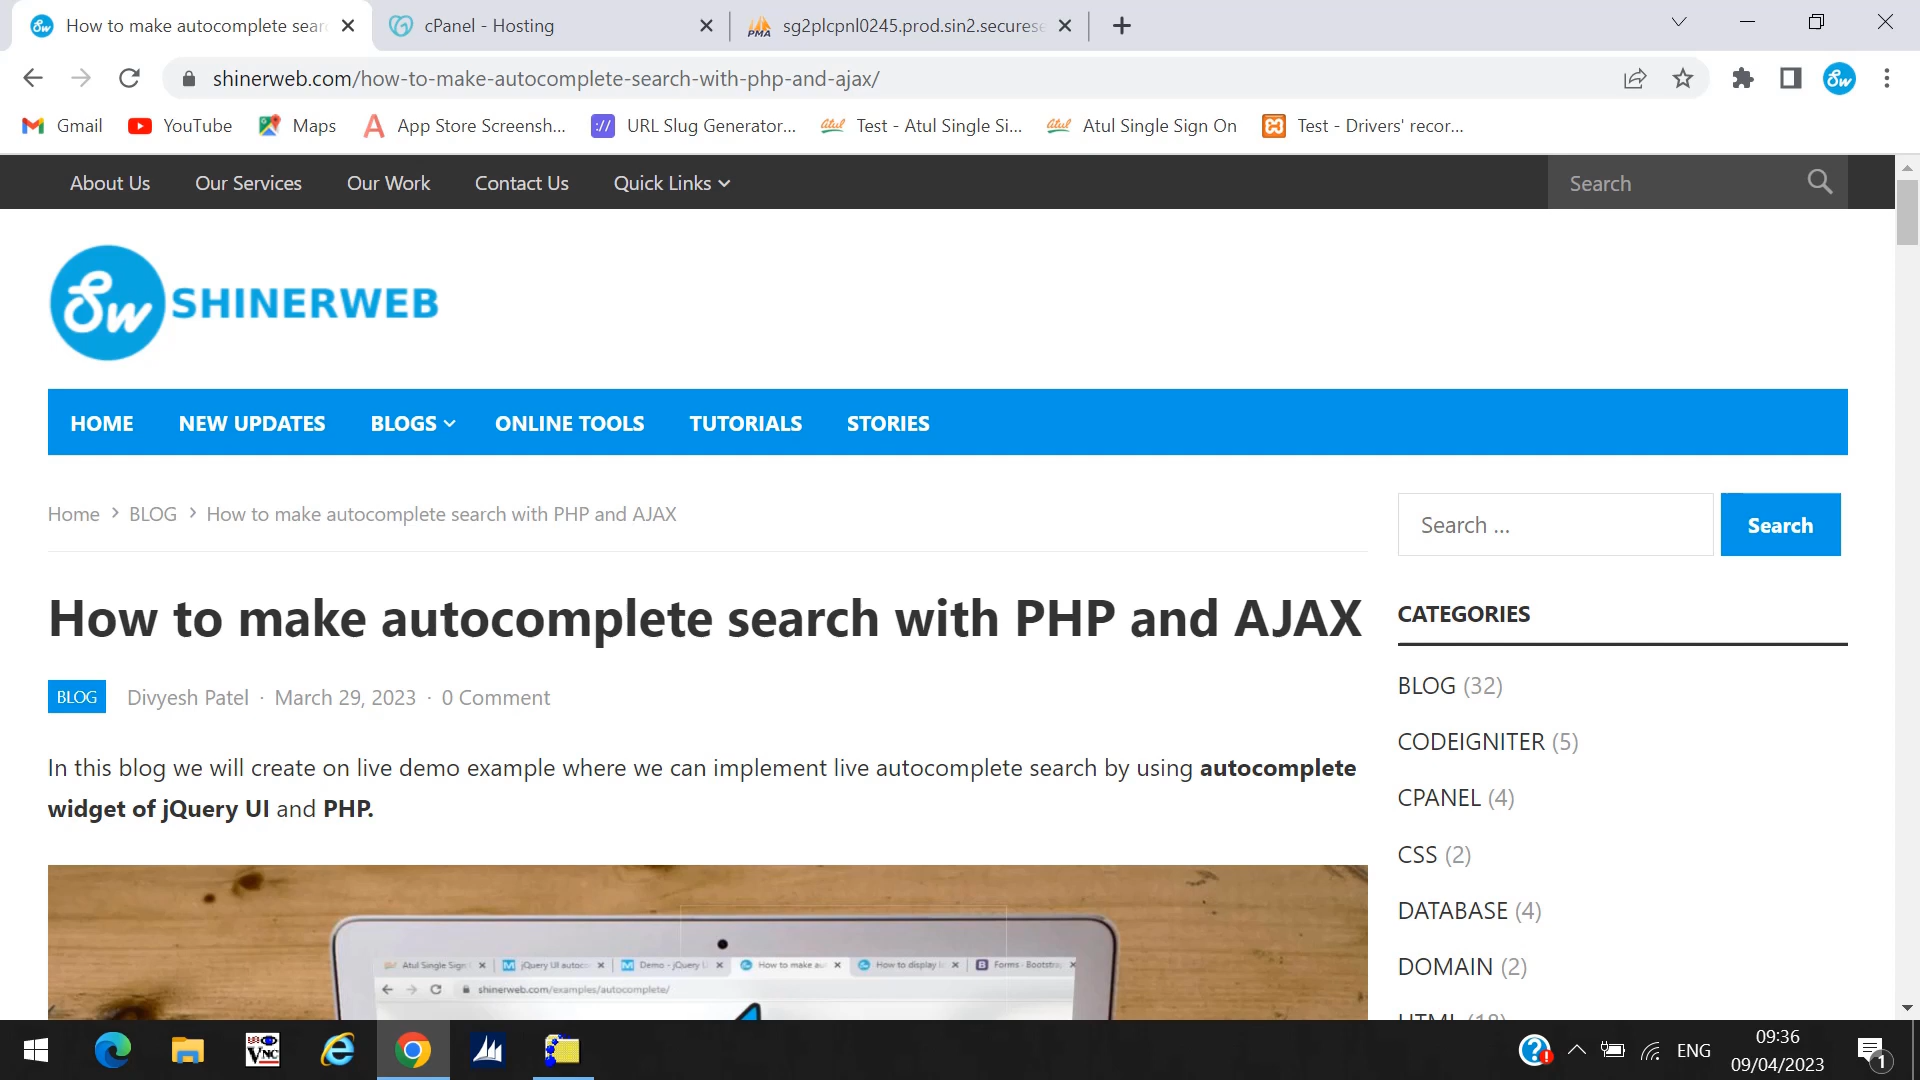 How to make autocomplete sear
cPanel - Hosting
PMA
sg2plcpnl0245.prod.sin2.securese
shinerweb.com/how-to-make-autocomplete-search-with-php-and-ajax/
Sw
Gmail
YouTube
Maps
App Store Screensh...
URL Slug Generator...
Test - Atul Single Si...
Atul Single Sign On
Test - Drivers' recor...
About Us
Our Services
Our Work
Contact Us
Quick Links
Search
Sw SHINERWEB
HOME
NEW UPDATES
BLOGS
ONLINE TOOLS
TUTORIALS
STORIES
Home > BLOG > How to make autocomplete search with PHP and AJAX
Search ...
Search
How to make autocomplete search with PHP and AJAX
BLOG Divyesh Patel · March 29, 2023 · 0 Comment
In this blog we will create on live demo example where we can implement live autocomplete search by using autocomplete
widget of jQuery UI and PHP.
CATEGORIES
BLOG (32)
CODEIGNITER (5)
CPANEL (4)
CSS (2)
DATABASE (4)
DOMAIN (2)
HTML (18)
Atul Single Sign
jQuery UI autoc
Demo - jQuery U
How to make au
How to display
Forms · Bootstra
shinerweb.com/examples/autocomplete/
VNC
ENG
09:36
09/04/2023
1